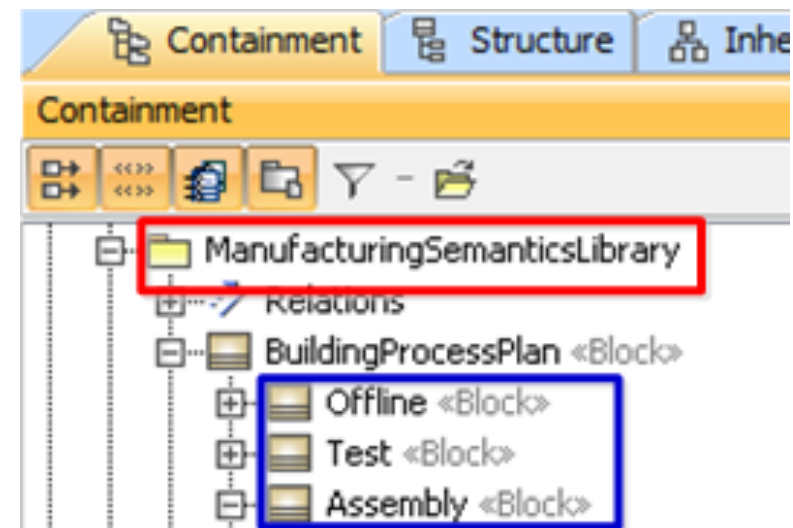 Containment Structure Inhe
Containment
ManufacturingSemanticsLibrary
Relations
BuildingProcessPlan «Block»
Offline «Block»
Test «Block»
Assembly «Block»